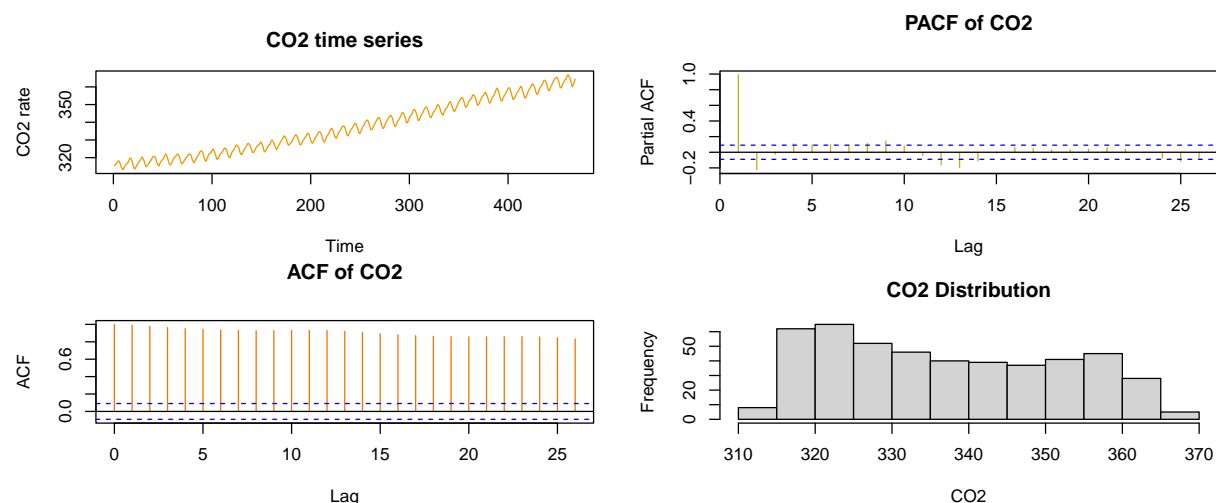 CO2 time series
CO2 rate
320
350
0
100
200
300
400
Time
PACF of CO2
Partial ACF
−0.2
0.4
1.0
0
5
10
15
20
25
Lag
ACF of CO2
ACF
0.0
0.6
0
5
10
15
20
25
Lag
CO2 Distribution
Frequency
0
20
50
310
320
330
340
350
360
370
CO2